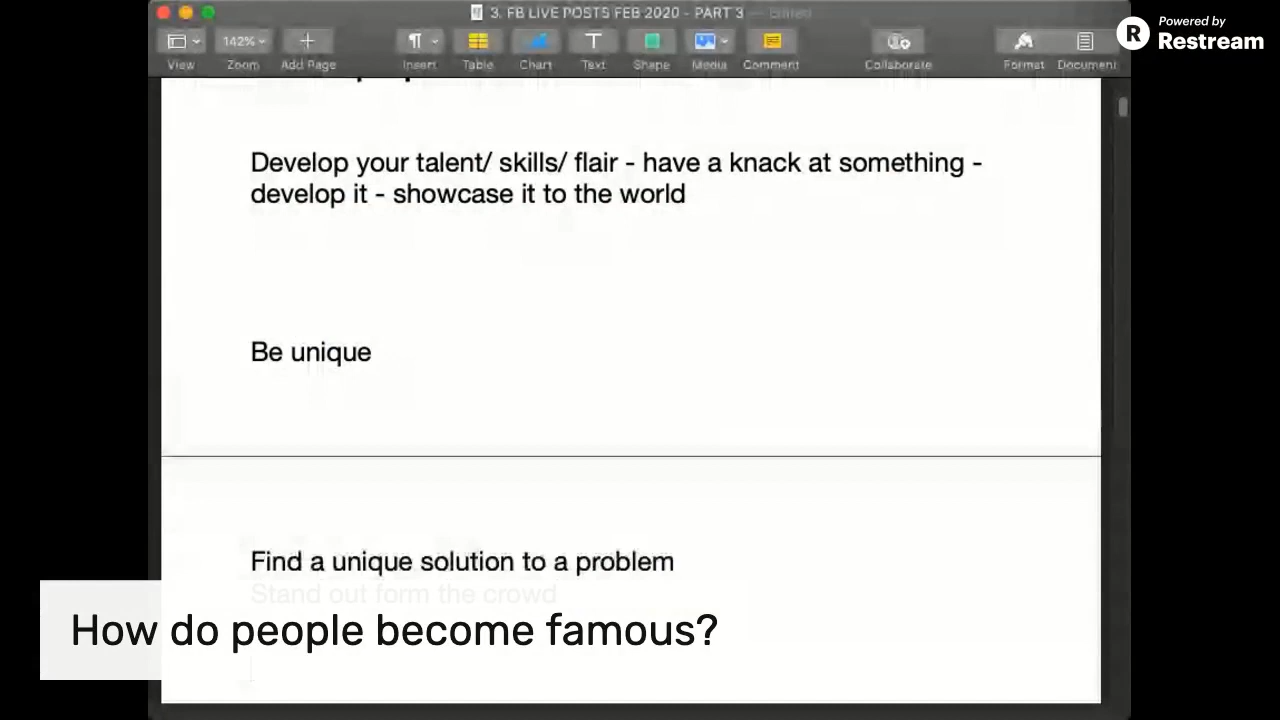 3. FB LIVE POSTS FEB 2020 - PART 3 — Edited
Powered by
Restream
142%
View
Zoom
Add Page
Insert
Table
Chart
Text
Shape
Media
Comment
Collaborate
Format
Document
Develop your talent/ skills/ flair - have a knack at something -
develop it - showcase it to the world
Be unique
Find a unique solution to a problem
Stand out form the crowd
How do people become famous?